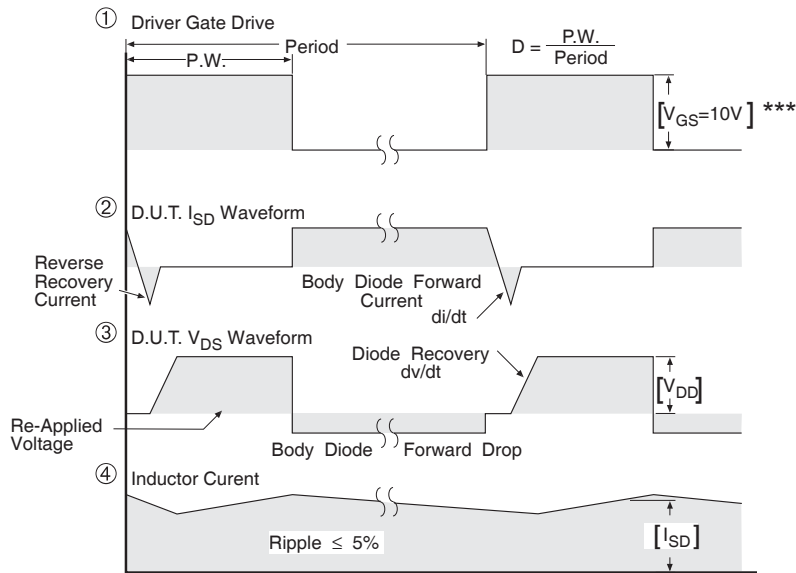 ① Driver Gate Drive
P.W.
Period
D = P.W. / Period
[VGS=10V] ***
② D.U.T. ISD Waveform
Reverse
Recovery
Current
Body Diode Forward
Current
di/dt
③ D.U.T. VDS Waveform
Diode Recovery
dv/dt
[VDD]
Re-Applied
Voltage
Body Diode Forward Drop
④ Inductor Curent
Ripple ≤ 5%
[ISD]